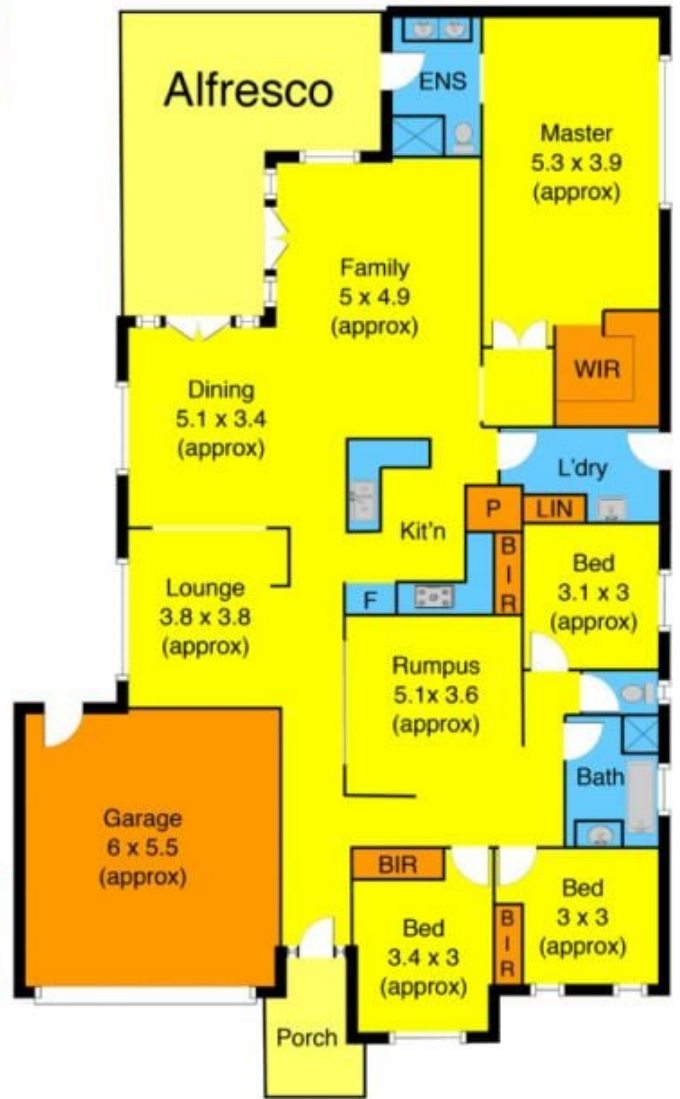 Alfresco
ENS
Master
5.3 x 3.9
(approx)
Family
5 x 4.9
(approx)
WIR
Dining
5.1 x 3.4
(approx)
L'dry
P
LIN
Kit'n
B
I
R
Bed
3.1 x 3
(approx)
Lounge
3.8 x 3.8
(approx)
F
Rumpus
5.1x 3.6
(approx)
Bath
Garage
6 x 5.5
(approx)
BIR
Bed
3.4 x 3
(approx)
B
I
R
Bed
3 x 3
(approx)
Porch